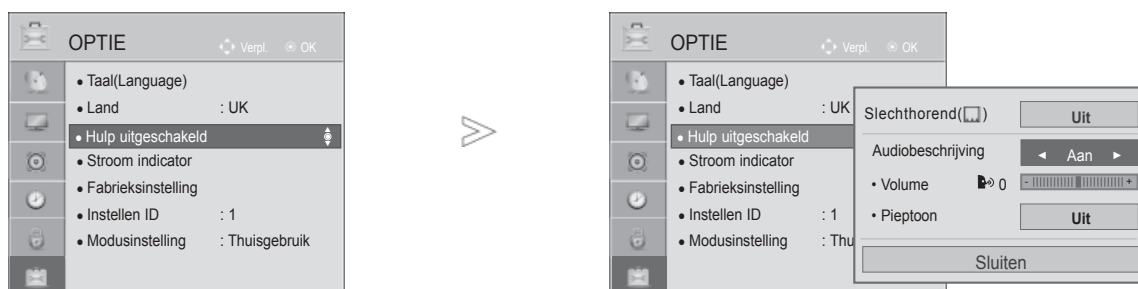 OPTIE
Verpl. OK
• Taal(Language)
• Land : UK
• Hulp uitgeschakeld
• Stroom indicator
• Fabrieksinstelling
• Instellen ID : 1
• Modusinstelling : Thuisgebruik
OPTIE
Verpl. OK
• Taal(Language)
• Land : UK
• Hulp uitgeschakeld
• Stroom indicator
• Fabrieksinstelling
• Instellen ID : 1
• Modusinstelling : Thu
Slechthorend( ) Uit
Audiobeschrijving ◄ Aan ►
• Volume 0 - +
• Pieptoon Uit
Sluiten